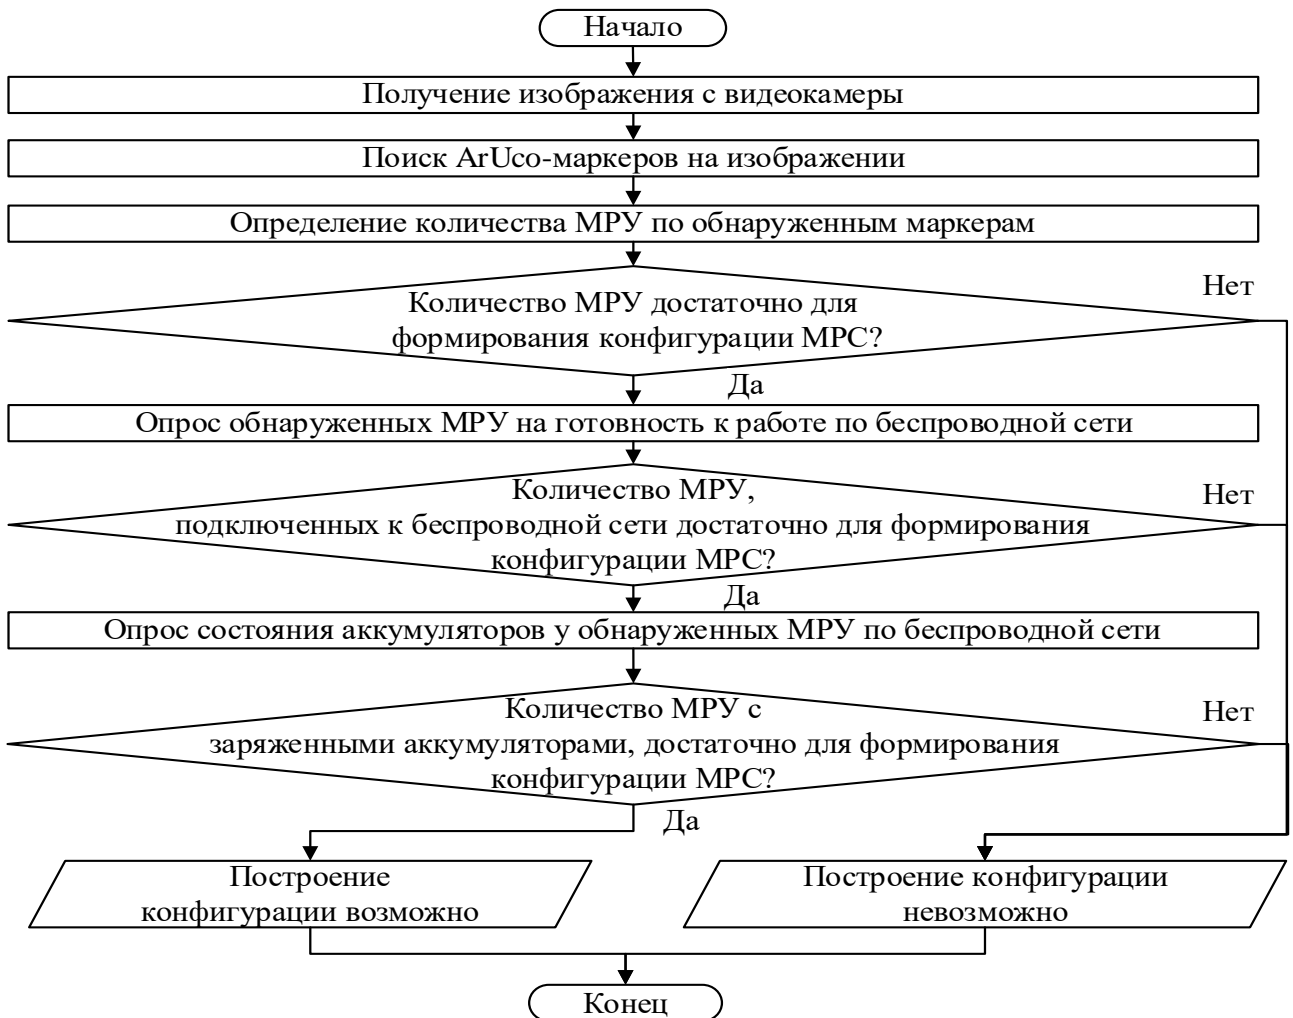 Начало
Получение изображения с видеокамеры
Поиск ArUco-маркеров на изображении
Определение количества МРУ по обнаруженным маркерам
Нет
Количество МРУ достаточно для
формирования конфигурации МРС?
Да
Опрос обнаруженных МРУ на готовность к работе по беспроводной сети
Количество МРУ,
Нет
подключенных к беспроводной сети достаточно для формирования
конфигурации МРС?
Да
Опрос состояния аккумуляторов у обнаруженных МРУ по беспроводной сети
Количество МРУ с
Нет
заряженными аккумуляторами, достаточно для формирования
конфигурации МРС?
Да
Построение
конфигурации возможно
Построение конфигурации
невозможно
Конец